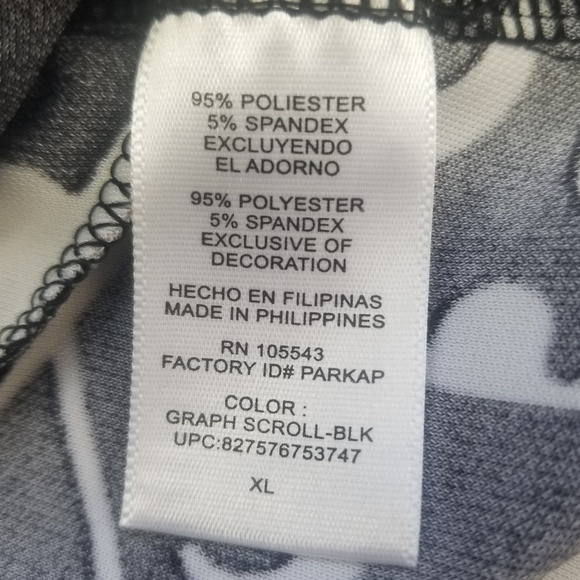 95% POLIESTER
5% SPANDEX
EXCLUYENDO
EL ADORNO
95% POLYESTER
5% SPANDEX
EXCLUSIVE OF
DECORATION
HECHO EN FILIPINAS
MADE IN PHILIPPINES
RN 105543
FACTORY ID# PARKAP
COLOR :
GRAPH SCROLL-BLK
UPC:827576753747
XL